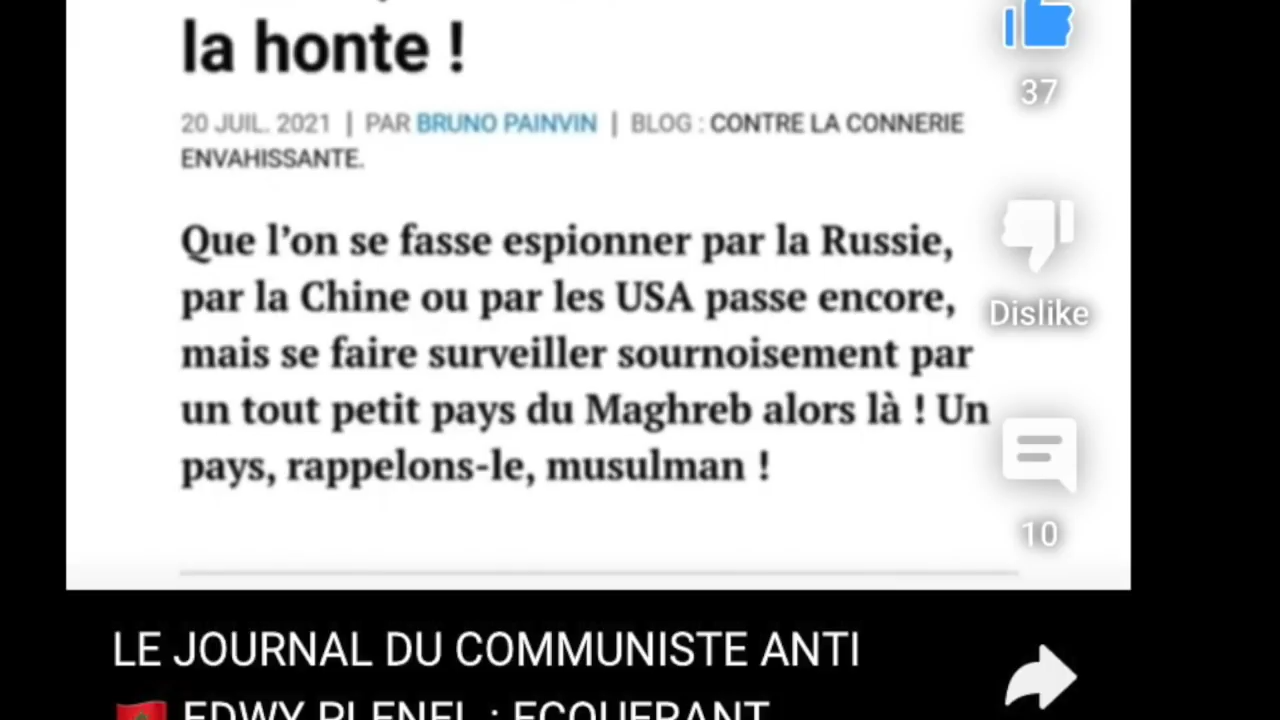 la honte !
37
20 JUIL. 2021 | PAR BRUNO PAINVIN | BLOG : CONTRE LA CONNERIE
ENVAHISSANTE.
Que l’on se fasse espionner par la Russie,
par la Chine ou par les USA passe encore,
Dislike
mais se faire surveiller sournoisement par
un tout petit pays du Maghreb alors là ! Un
pays, rappelons-le, musulman !
10
LE JOURNAL DU COMMUNISTE ANTI
🇲🇦 EDWY PLENEL : ECOUERANT